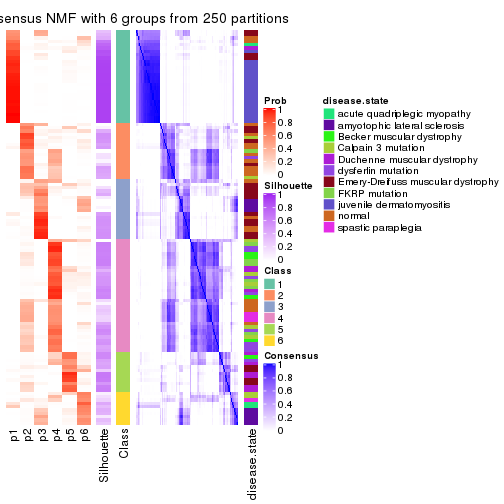 sensus NMF with 6 groups from 250 partitions
Prob
1
0.8
0.6
0.4
0.2
0
Silhouette
1
0.8
0.6
0.4
0.2
0
Class
1
2
3
4
5
6
Consensus
1
0.8
0.6
0.4
0.2
0
disease.state
acute quadriplegic myopathy
amyotophic lateral sclerosis
Becker muscular dystrophy
Calpain 3 mutation
Duchenne muscular dystrophy
dysferlin mutation
Emery-Dreifuss muscular dystrophy
FKRP mutation
juvenile dermatomyositis
normal
spastic paraplegia
p1
p2
p3
p4
p5
p6
Silhouette
Class
disease.state